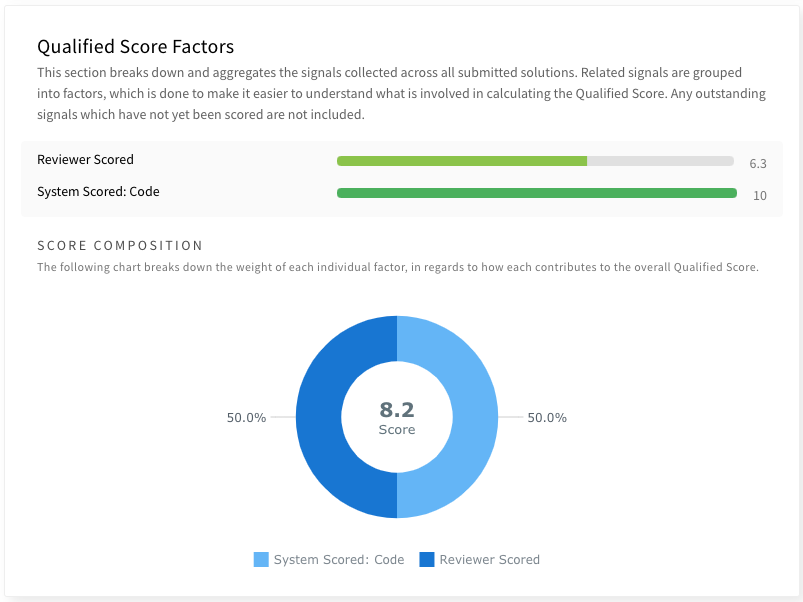 Qualified Score Factors
This section breaks down and aggregates the signals collected across all submitted solutions. Related signals are grouped
into factors, which is done to make it easier to understand what is involved in calculating the Qualified Score. Any outstanding
signals which have not yet been scored are not included.
Reviewer Scored 6.3
System Scored: Code 10
SCORE COMPOSITION
The following chart breaks down the weight of each individual factor, in regards to how each contributes to the overall Qualified Score.
8.2
50.0% 50.0%
Score
System Scored: Code Reviewer Scored